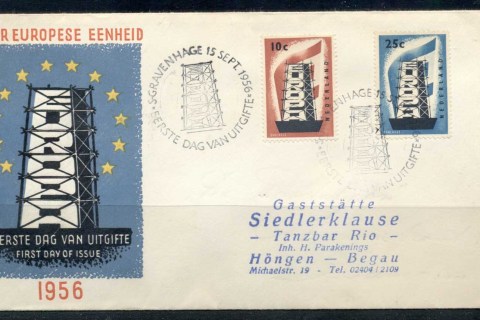 R EUROPESE EENHEID
EERSTE DAG VAN UITGIFTE
FIRST DAY OF ISSUE
1956
'S-GRAVENHAGE 15 SEPT. 1956
EERSTE DAG VAN UITGIFTE
10c
NEDERLAND
25c
NEDERLAND
Gaststätte
Siedlerklause
- Tanzbar Rio -
Inh. H. Parakenings
Höngen - Begau
Michaelstr. 19 - Tel. 02404/2109